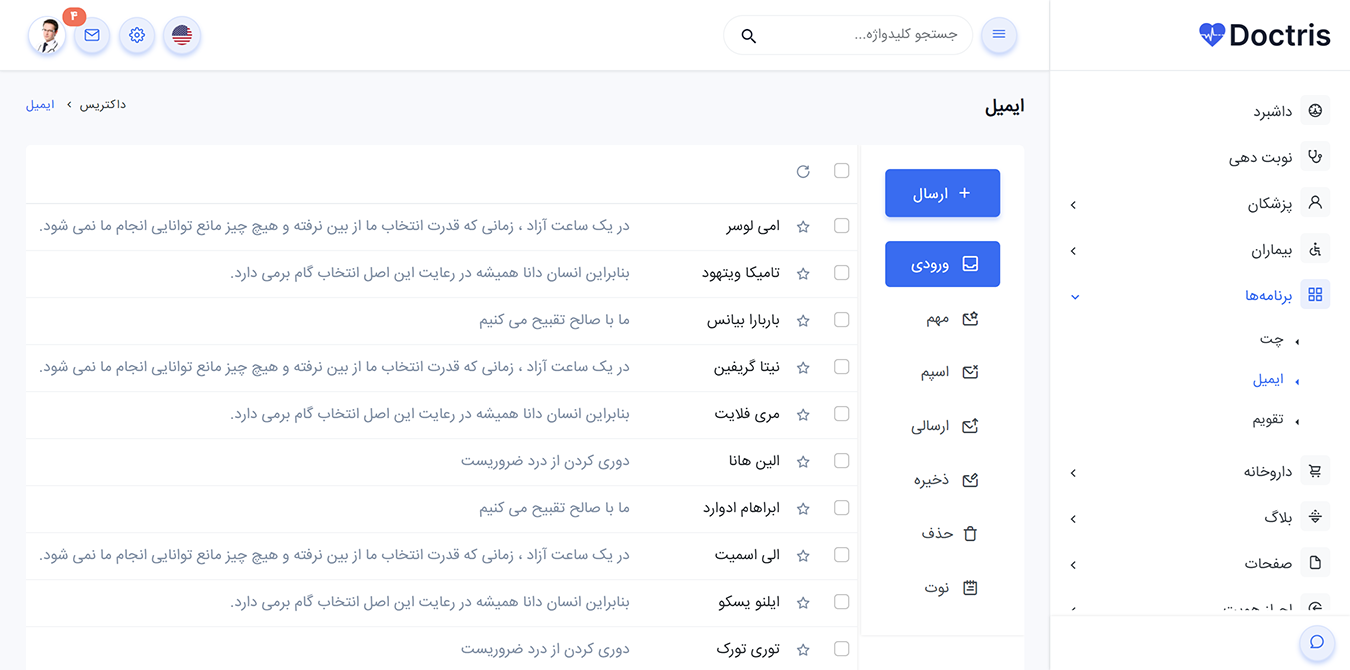 Doctris
جستجو کلیدواژه...
۴
داشبرد
نوبت دهی
پزشکان
بیماران
برنامه‌ها
چت
ایمیل
تقویم
داروخانه
بلاگ
صفحات
احراز هویت
ایمیل
داکتریس › ایمیل
+ ارسال
ورودی
مهم
اسپم
ارسالی
ذخیره
حذف
نوت
امی لوسر در یک ساعت آزاد ، زمانی که قدرت انتخاب ما از بین نرفته و هیچ چیز مانع توانایی انجام ما نمی شود.
تامیکا ویتهود بنابراین انسان دانا همیشه در رعایت این اصل انتخاب گام برمی دارد.
باربارا بیانس ما با صالح تقبیح می کنیم
نیتا گریفین در یک ساعت آزاد ، زمانی که قدرت انتخاب ما از بین نرفته و هیچ چیز مانع توانایی انجام ما نمی شود.
مری فلایت بنابراین انسان دانا همیشه در رعایت این اصل انتخاب گام برمی دارد.
الین هانا دوری کردن از درد ضروریست
ابراهام ادوارد ما با صالح تقبیح می کنیم
الی اسمیت در یک ساعت آزاد ، زمانی که قدرت انتخاب ما از بین نرفته و هیچ چیز مانع توانایی انجام ما نمی شود.
ایلنو یسکو بنابراین انسان دانا همیشه در رعایت این اصل انتخاب گام برمی دارد.
توری تورک دوری کردن از درد ضروریست